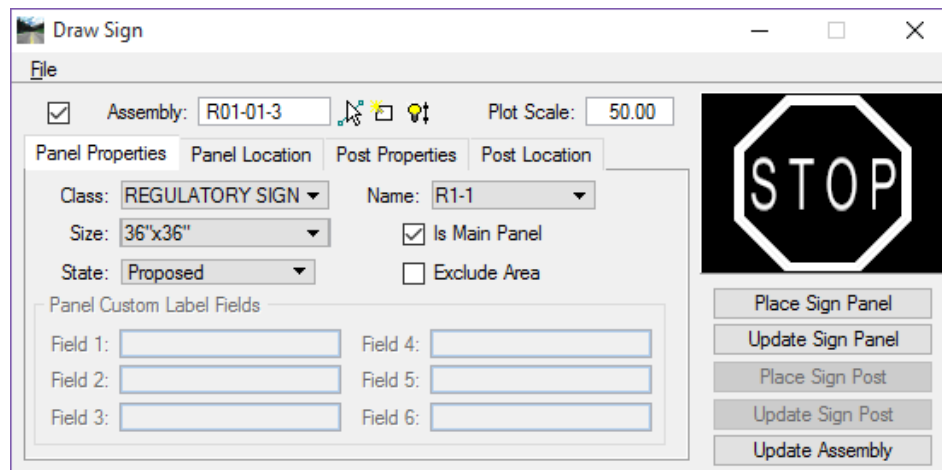 Draw Sign
File
Assembly: R01-01-3 Plot Scale: 50.00
Panel Properties Panel Location Post Properties Post Location
Class: REGULATORY SIGN Name: R1-1
Size: 36"x36" Is Main Panel
State: Proposed Exclude Area
Panel Custom Label Fields
Field 1: Field 4:
Field 2: Field 5:
Field 3: Field 6:
STOP
Place Sign Panel
Update Sign Panel
Place Sign Post
Update Sign Post
Update Assembly